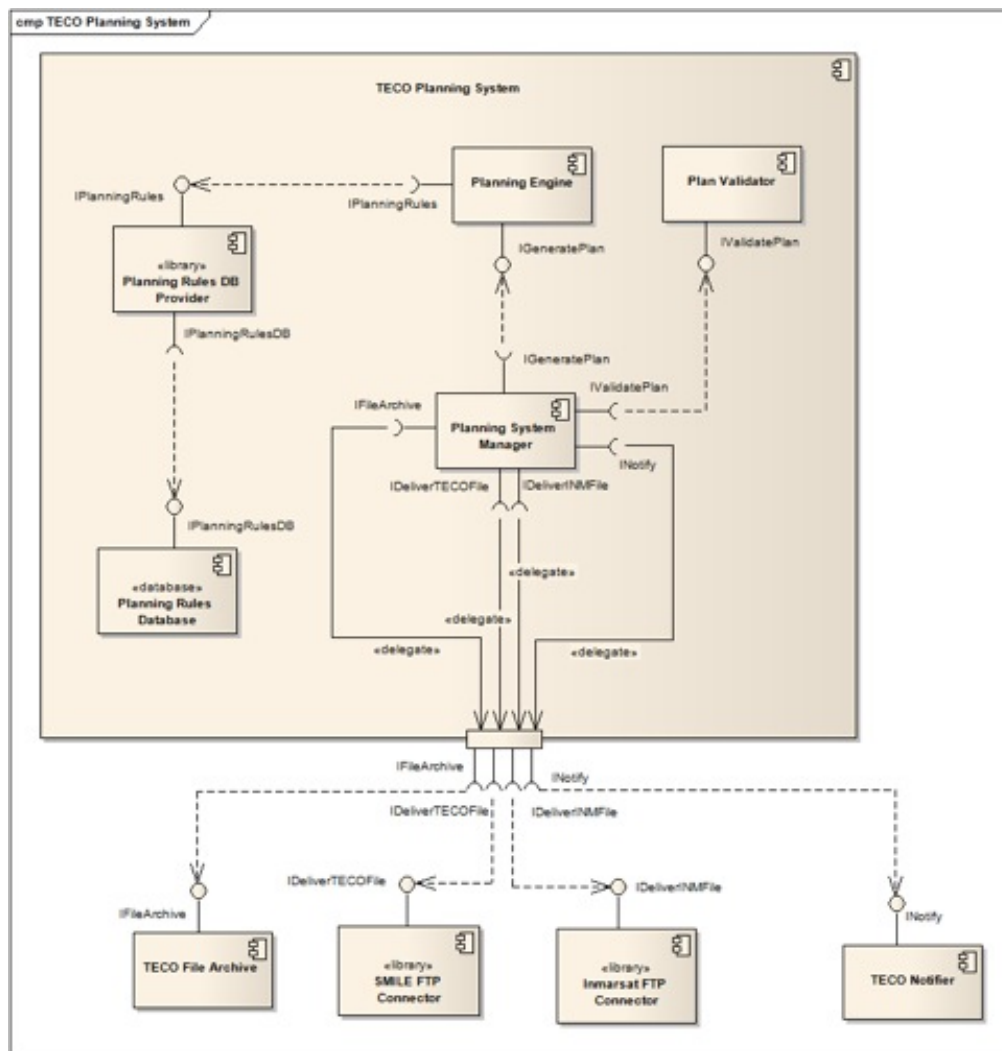 cmp TECO Planning System
TECO Planning System
Planning Engine
Plan Validator
IPlanningRules
IPlanningRules
IGeneratePlan
IValidatePlan
«library»
Planning Rules DB
Provider
IPlanningRulesDB
IGeneratePlan
IValidatePlan
IFileArchive
Planning System
Manager
INotify
IDeliverTECOFile
IDeliverINMFile
IPlanningRulesDB
«database»
Planning Rules
Database
«delegate»
«delegate»
«delegate»
«delegate»
IFileArchive
INotify
IDeliverTECOFile
IDeliverINMFile
IDeliverTECOFile
IDeliverINMFile
IFileArchive
INotify
TECO File Archive
«library»
SMILE FTP
Connector
«library»
Inmarsat FTP
Connector
TECO Notifier